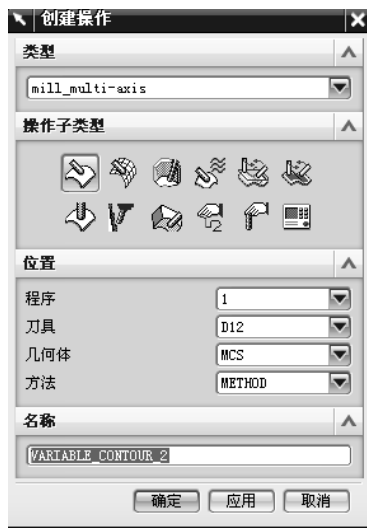 创建操作
类型
mill_multi-axis
操作子类型
位置
程序 1
刀具 D12
几何体 MCS
方法 METHOD
名称
VARIABLE_CONTOUR_2
确定 应用 取消